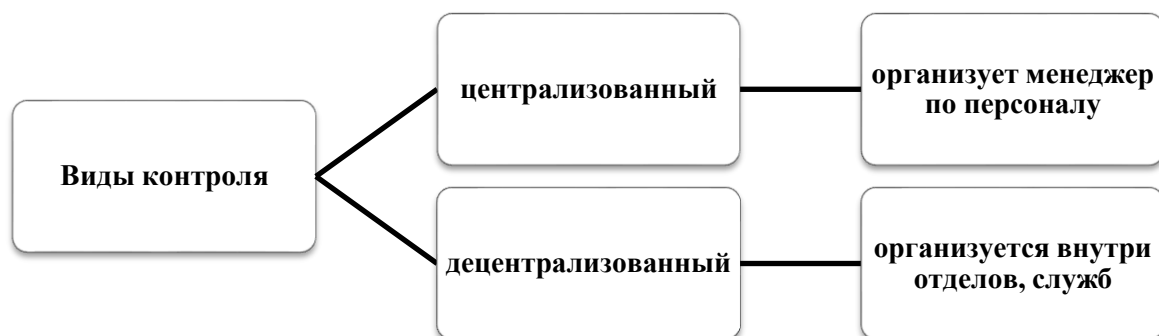 Виды контроля
централизованный
организует менеджер
по персоналу
децентрализованный
организуется внутри
отделов, служб